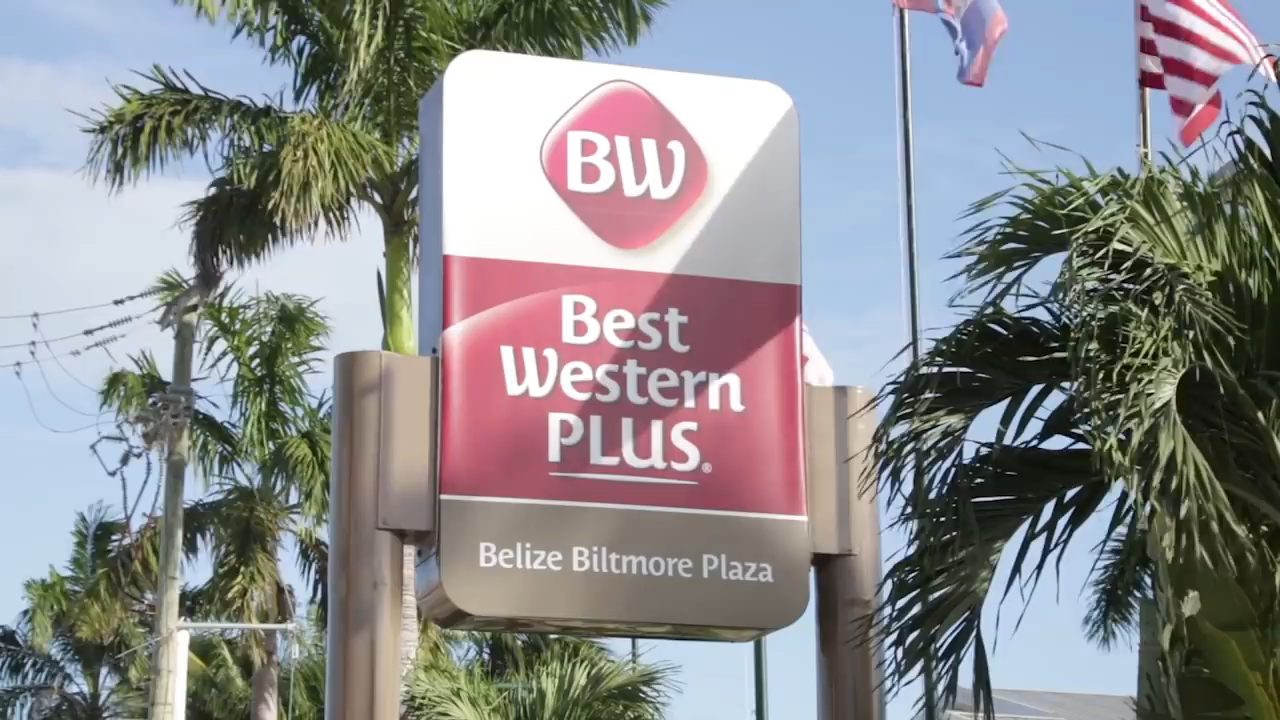 BW
Best
Western
PLUS®
Belize Biltmore Plaza